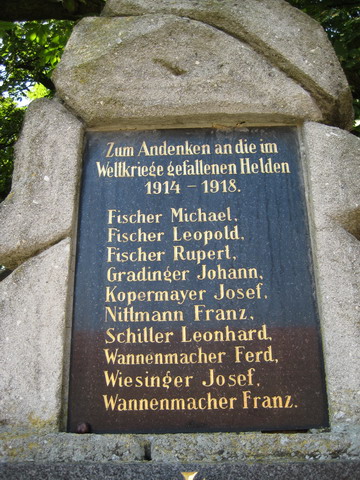 Zum Andenken an die im
Weltkriege gefallenen Helden
1914 - 1918.
Fischer Michael,
Fischer Leopold,
Fischer Rupert,
Gradinger Johann,
Kopermayer Josef,
Nittlmann Franz,
Schiller Leonhard,
Wannenmacher Ferd,
Wiesinger Josef,
Wannenmacher Franz.